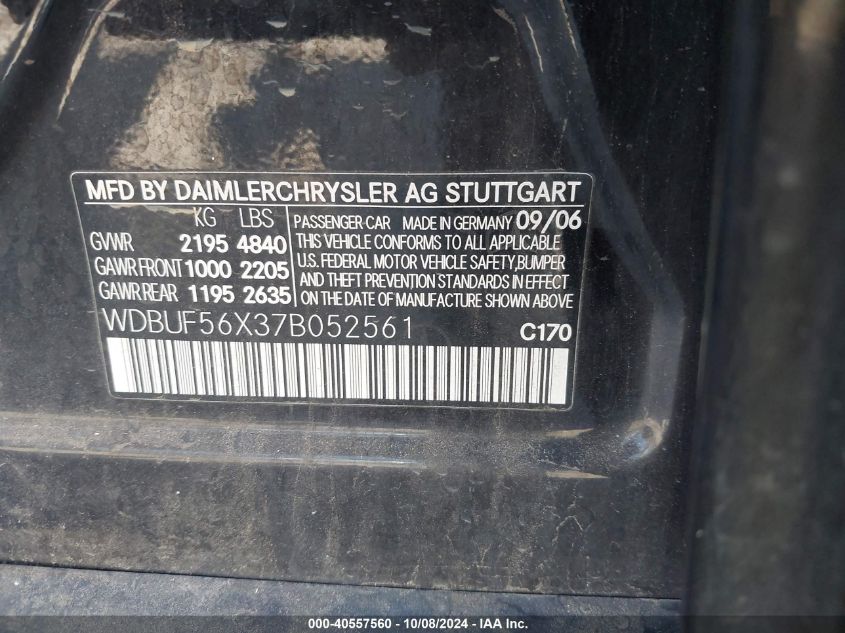 MFD BY DAIMLERCHRYSLER AG STUTTGART
KG LBS
GVWR 2195 4840
GAWR FRONT 1000 2205
GAWR REAR 1195 2635
PASSENGER CAR MADE IN GERMANY 09/06
THIS VEHICLE CONFORMS TO ALL APPLICABLE
U.S. FEDERAL MOTOR VEHICLE SAFETY,BUMPER
AND THEFT PREVENTION STANDARDS IN EFFECT
ON THE DATE OF MANUFACTURE SHOWN ABOVE
WDBUF56X37B052561 C170
000-40557560 - 10/08/2024 - IAA Inc.